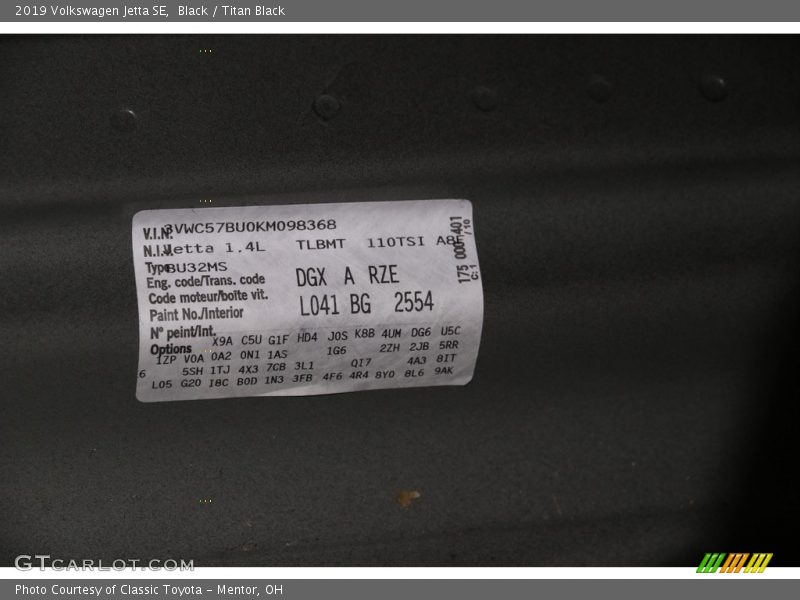 2019 Volkswagen Jetta SE, Black / Titan Black
V.I.N. 3VWC57BU0KM098368
N.I.V. Jetta 1.4L TLBMT 110TSI A8F
Type BU32MS
Eng. code/Trans. code
Code moteur/boîte vit. DGX A RZE
Paint No./Interior
N° peint/Int. L041 BG 2554
Options
X9A C5U G1F HD4 J0S K8B 4UM DG6 U5C
1ZP V0A 0A2 0N1 1AS 1G6 2ZH 2JB 5RR
5SH 1TJ 4X3 7CB 3L1 QI7 4A3 8IT
6 L05 G20 I8C B0D 1N3 3FB 4F6 4R4 8Y0 8L6 9AK
GTCARLOT.COM
Photo Courtesy of Classic Toyota - Mentor, OH